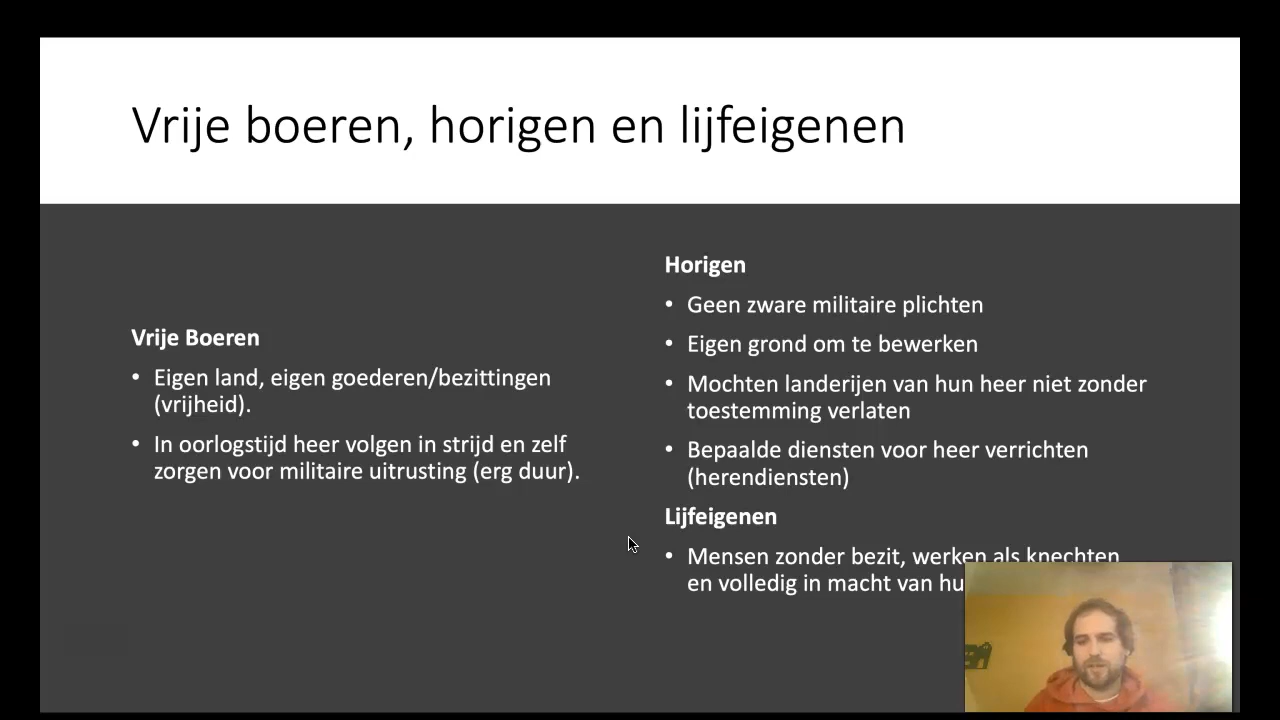 Vrije boeren, horigen en lijfeigenen
Vrije Boeren
• Eigen land, eigen goederen/bezittingen
(vrijheid).
• In oorlogstijd heer volgen in strijd en zelf
zorgen voor militaire uitrusting (erg duur).
Horigen
• Geen zware militaire plichten
• Eigen grond om te bewerken
• Mochten landerijen van hun heer niet zonder
toestemming verlaten
• Bepaalde diensten voor heer verrichten
(herendiensten)
Lijfeigenen
• Mensen zonder bezit, werken als knechten
en volledig in macht van